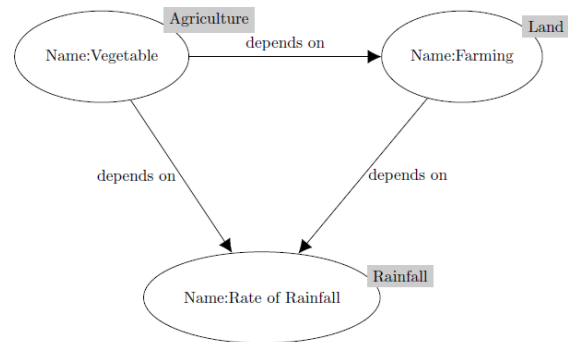 Agriculture
Land
Name:Vegetable
depends on
Name:Farming
depends on
depends on
Rainfall
Name:Rate of Rainfall